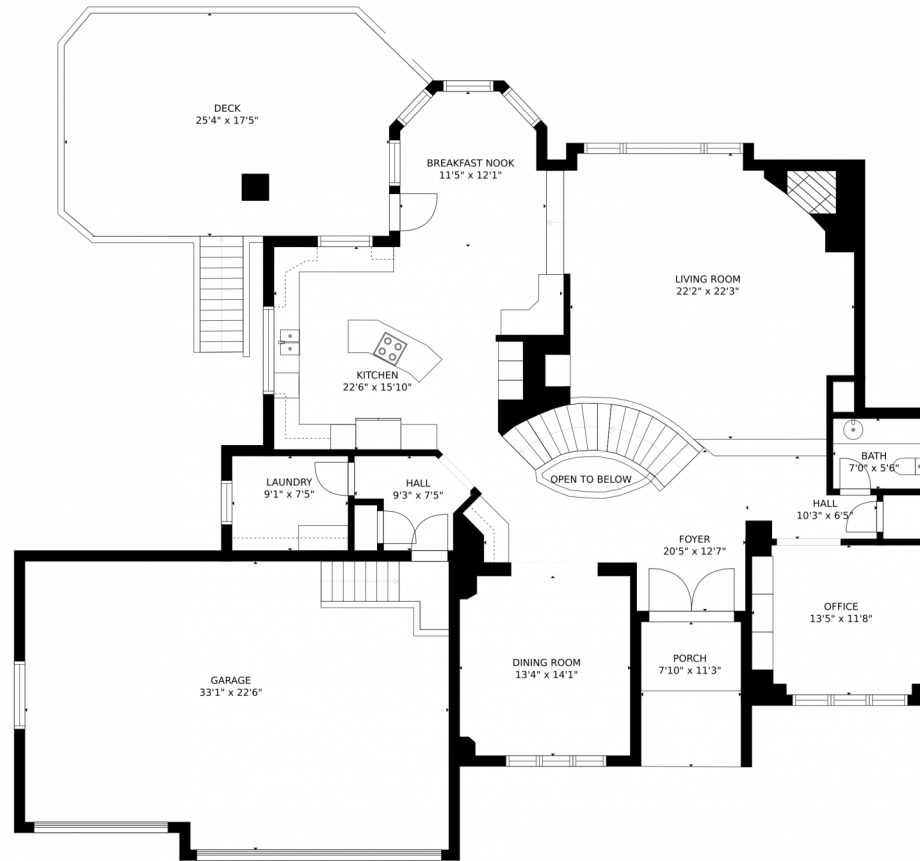 DECK
25'4" x 17'5"
BREAKFAST NOOK
11'5" x 12'1"
LIVING ROOM
22'2" x 22'3"
KITCHEN
22'6" x 15'10"
BATH
7'0" x 5'6"
LAUNDRY
9'1" x 7'5"
HALL
9'3" x 7'5"
OPEN TO BELOW
HALL
10'3" x 6'5"
FOYER
20'5" x 12'7"
OFFICE
13'5" x 11'8"
DINING ROOM
13'4" x 14'1"
PORCH
7'10" x 11'3"
GARAGE
33'1" x 22'6"